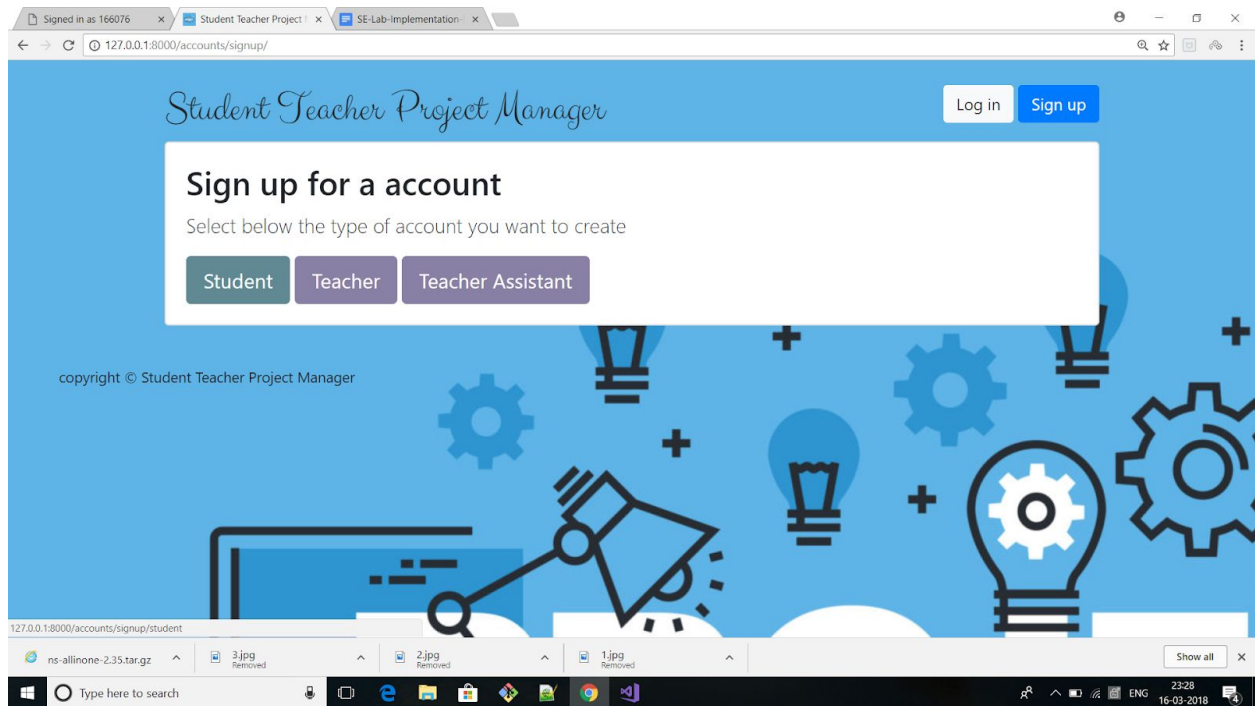 Signed in as 166076
Student Teacher Project
SE-Lab-Implementation-
127.0.0.1:8000/accounts/signup/
Student Teacher Project Manager
Log in
Sign up
Sign up for a account
Select below the type of account you want to create
Student
Teacher
Teacher Assistant
copyright © Student Teacher Project Manager
127.0.0.1:8000/accounts/signup/student
ns-allinone-2.35.tar.gz
3.jpg
Removed
2.jpg
Removed
1.jpg
Removed
Show all
Type here to search
ENG
23:28
16-03-2018
4